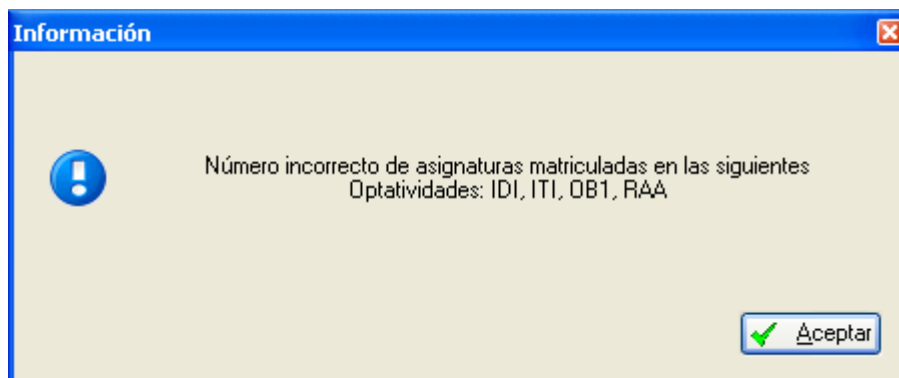 Información
Número incorrecto de asignaturas matriculadas en las siguientes
Optatividades: IDI, ITI, OB1, RAA
Aceptar